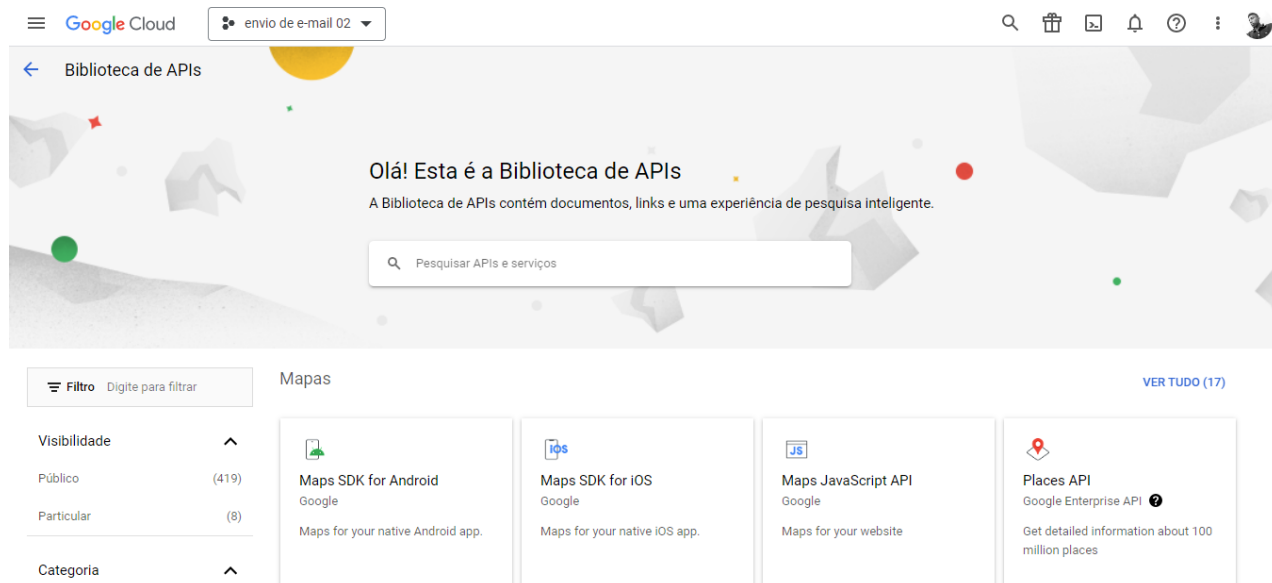 Google Cloud
envio de e-mail 02
Biblioteca de APIs
Olá! Esta é a Biblioteca de APIs
A Biblioteca de APIs contém documentos, links e uma experiência de pesquisa inteligente.
Pesquisar APIs e serviços
Filtro Digite para filtrar
Mapas
VER TUDO (17)
Visibilidade
Público (419)
Particular (8)
Categoria
Maps SDK for Android
Google
Maps for your native Android app.
iOS
Maps SDK for iOS
Google
Maps for your native iOS app.
JS
Maps JavaScript API
Google
Maps for your website
Places API
Google Enterprise API
Get detailed information about 100
million places